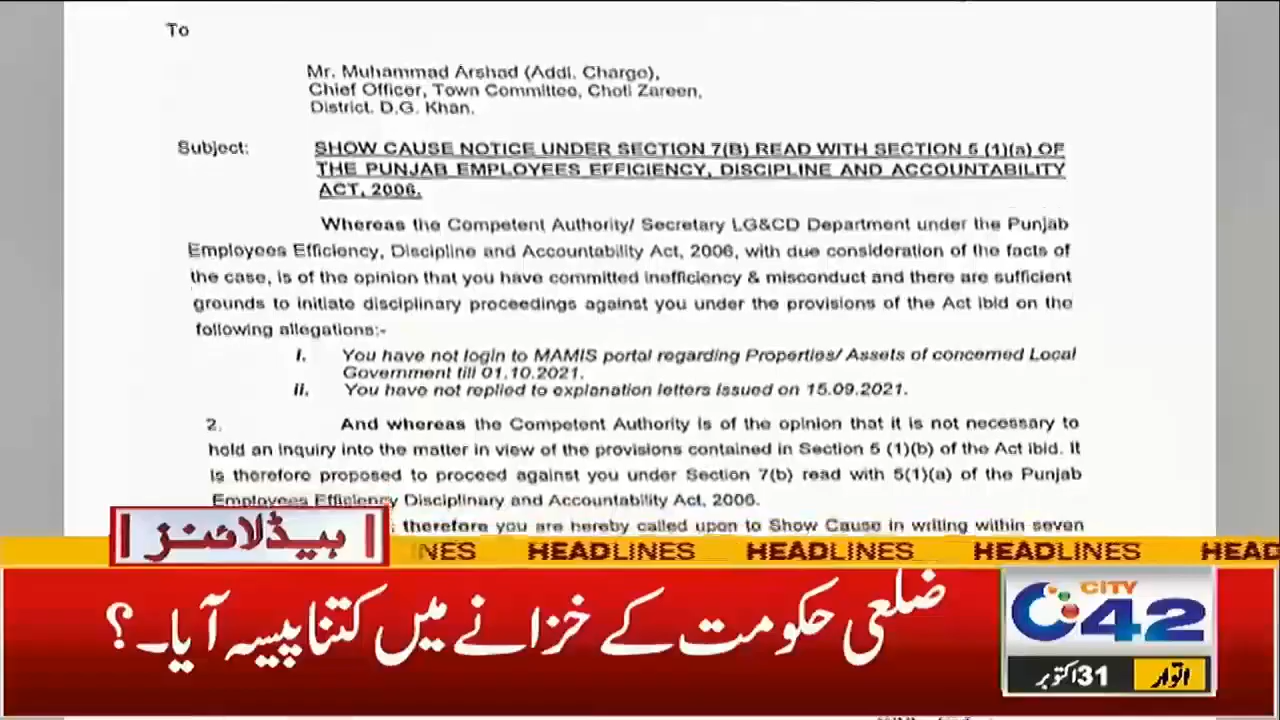 To
Mr. Muhammad Arshad (Addl. Charge),
Chief Officer, Town Committee, Choti Zareen,
District. D.G. Khan.
Subject: SHOW CAUSE NOTICE UNDER SECTION 7(B) READ WITH SECTION 5 (1)(a) OF
THE PUNJAB EMPLOYEES EFFICIENCY, DISCIPLINE AND ACCOUNTABILITY
ACT, 2006.
Whereas the Competent Authority/ Secretary LG&CD Department under the Punjab
Employees Efficiency, Discipline and Accountability Act, 2006, with due consideration of the facts of
the case, is of the opinion that you have committed inefficiency & misconduct and there are sufficient
grounds to initiate disciplinary proceedings against you under the provisions of the Act ibid on the
following allegations:-
I. You have not login to MAMIS portal regarding Properties/ Assets of concerned Local
Government till 01.10.2021.
II. You have not replied to explanation letters issued on 15.09.2021.
2. And whereas the Competent Authority is of the opinion that it is not necessary to
hold an inquiry into the matter in view of the provisions contained in Section 5 (1)(b) of the Act ibid. It
is therefore proposed to proceed against you under Section 7(b) read with 5(1)(a) of the Punjab
Employees Efficiency Disciplinary and Accountability Act, 2006.
therefore you are hereby called upon to Show Cause in writing within seven
ہیڈلائنز
NES HEADLINES HEADLINES HEADLINES HEAD
ضلعی حکومت کے خزانے میں کتنا پیسہ آیا۔؟
CITY
42
اتوار 31 اکتوبر